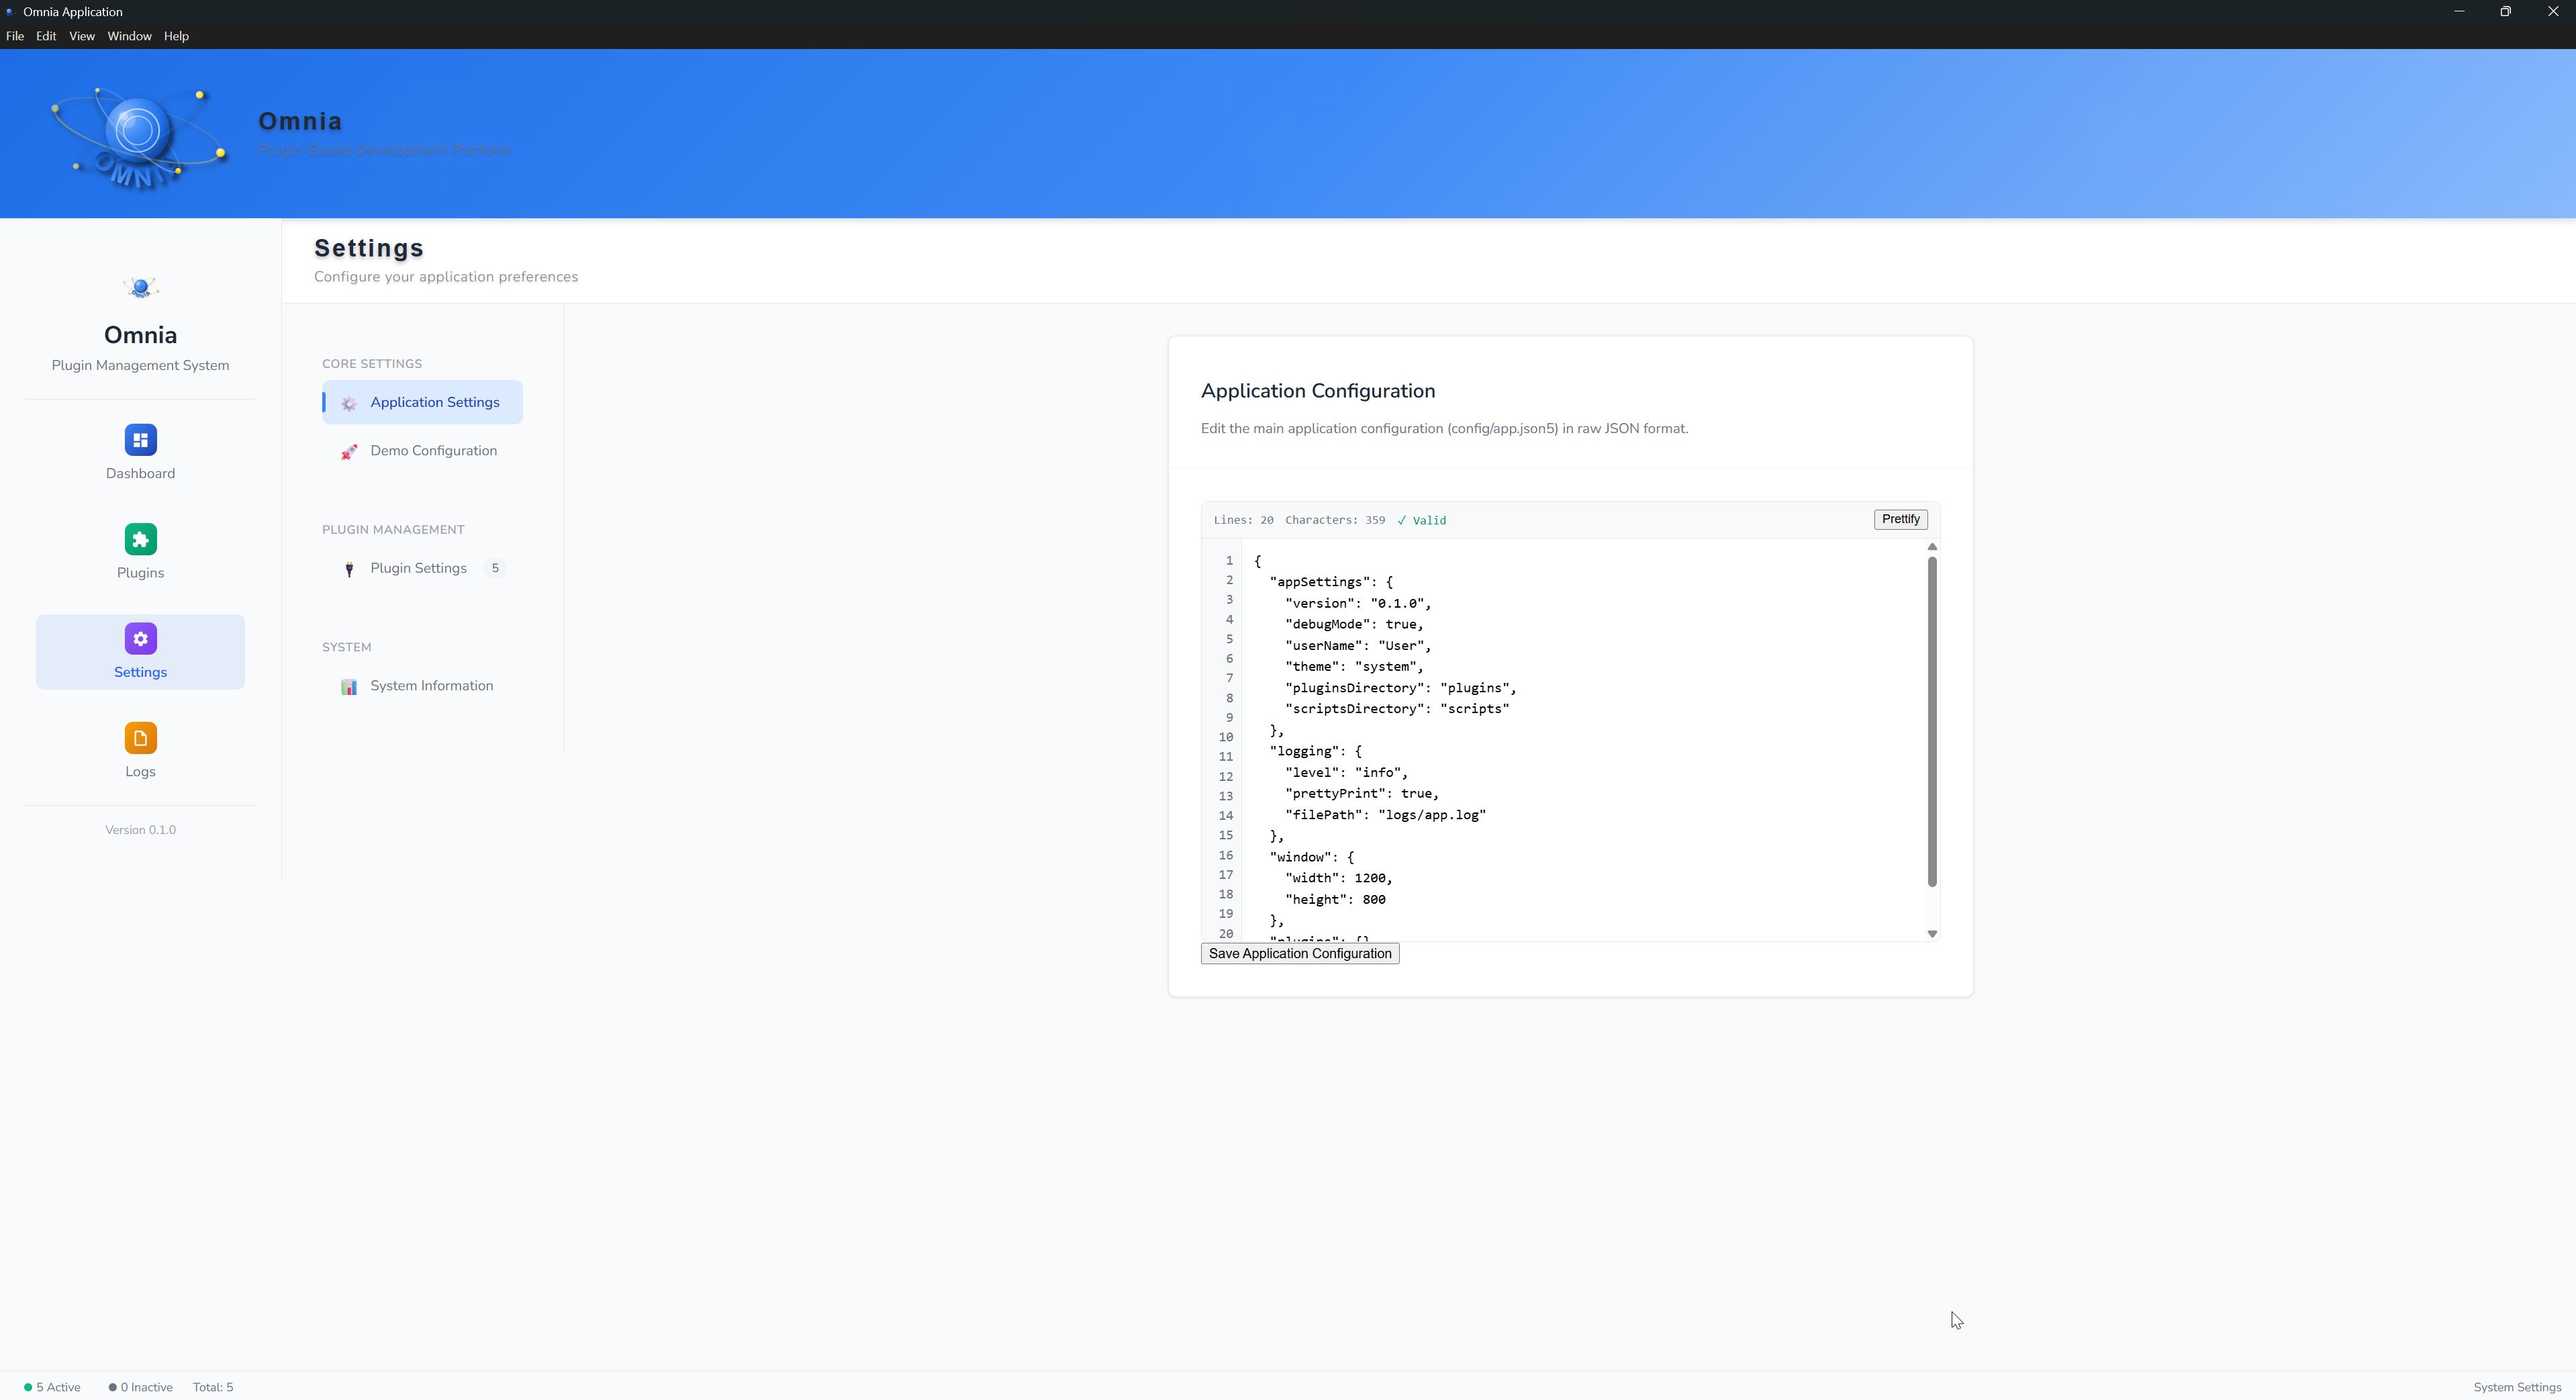 Omnia Application
File Edit View Window Help
Omnia
Plugin-Based Development Platform
OMNI
Settings
Configure your application preferences
Omnia
Plugin Management System
Dashboard
Plugins
Settings
Logs
Version 0.1.0
CORE SETTINGS
Application Settings
Demo Configuration
PLUGIN MANAGEMENT
Plugin Settings 5
SYSTEM
System Information
Application Configuration
Edit the main application configuration (config/app.json5) in raw JSON format.
Lines: 20 Characters: 359 ✓ Valid Prettify
1 {
2 "appSettings": {
3 "version": "0.1.0",
4 "debugMode": true,
5 "userName": "User",
6 "theme": "system",
7 "pluginsDirectory": "plugins",
8 "scriptsDirectory": "scripts"
9 },
10 "logging": {
11 "level": "info",
12 "prettyPrint": true,
13 "filePath": "logs/app.log"
14 },
15 "window": {
16 "width": 1200,
17 "height": 800
18 },
19 "plugins": {}
20
Save Application Configuration
5 Active 0 Inactive Total: 5 System Settings